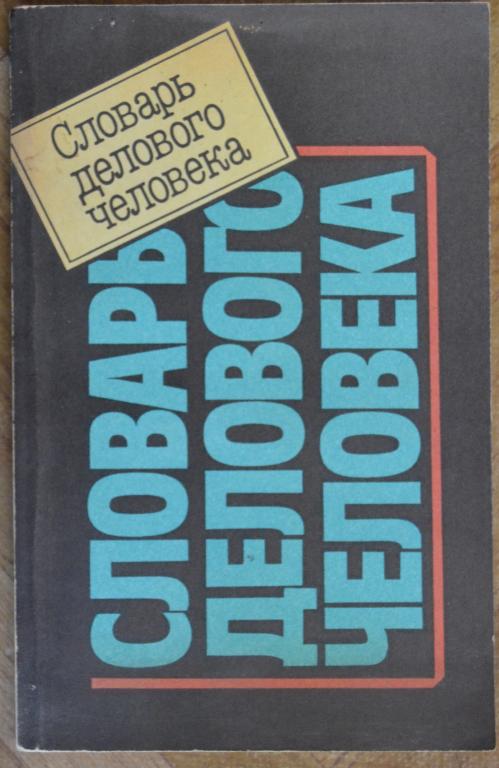 Словарь
делового
человека
СЛОВАРЬ
ДЕЛОВОГО
ЧЕЛОВЕКА